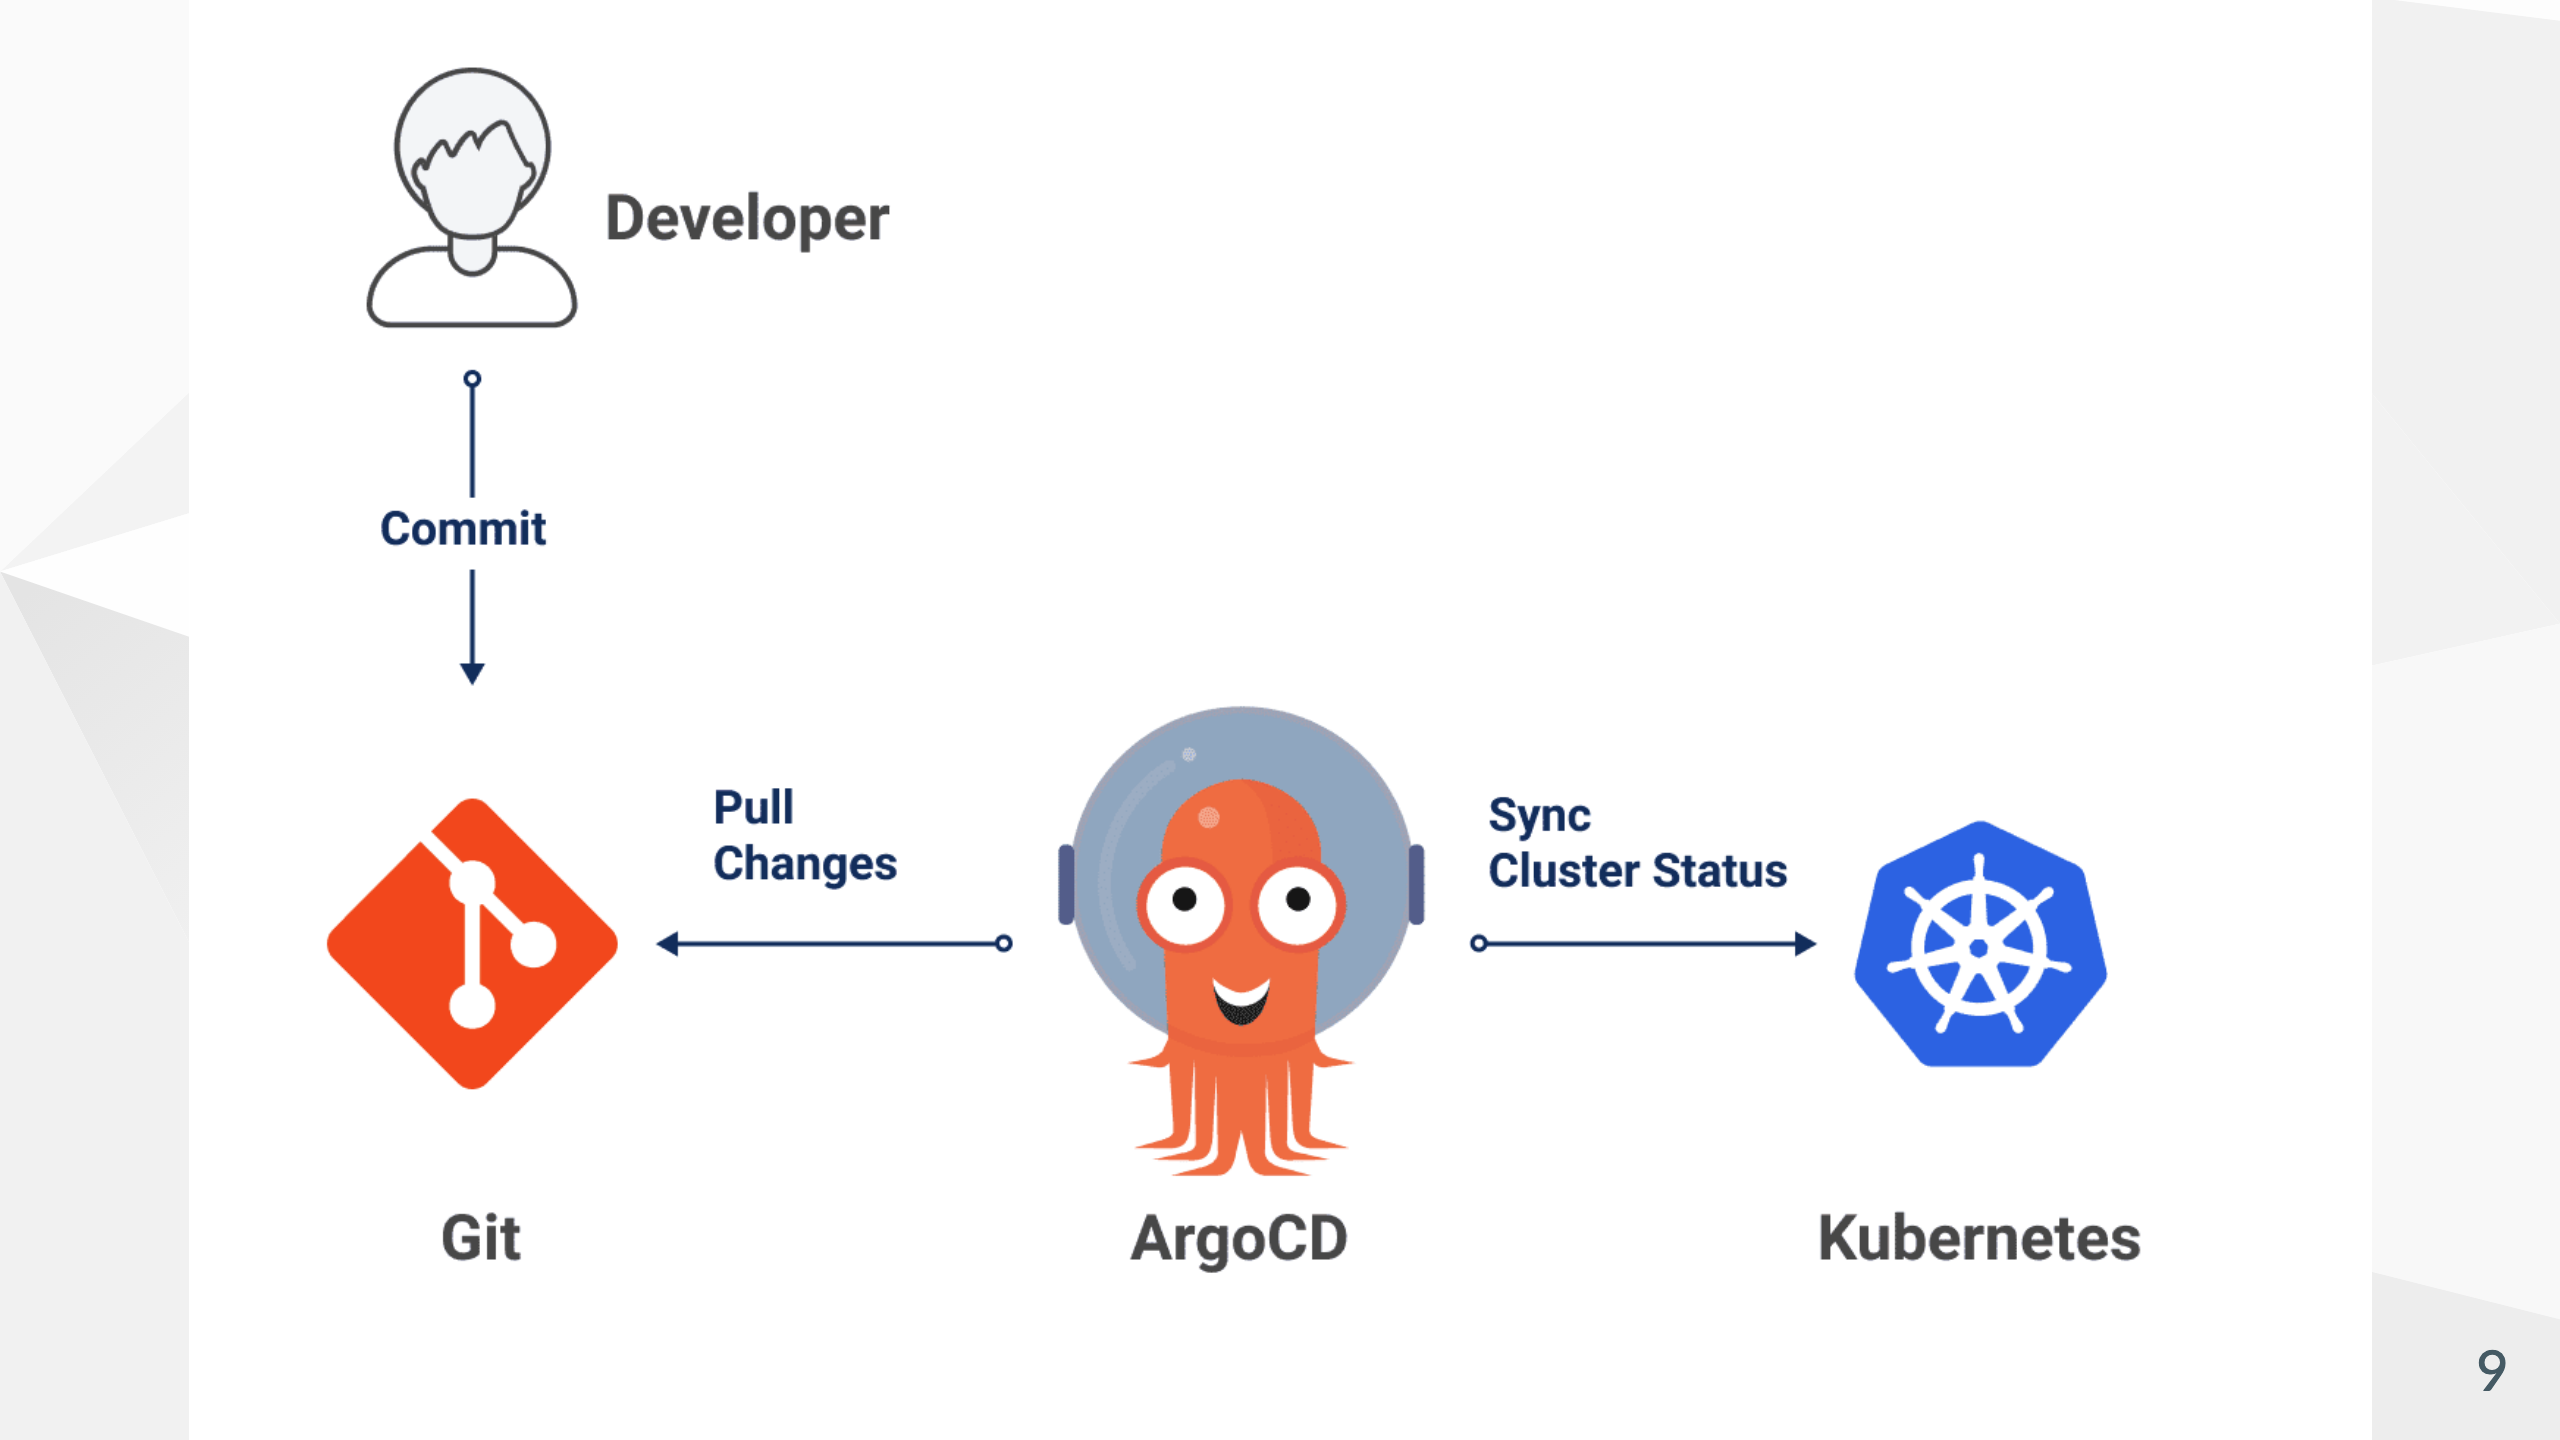 Developer
Commit
Pull
Changes
Sync
Cluster Status
Git
ArgoCD
Kubernetes
9